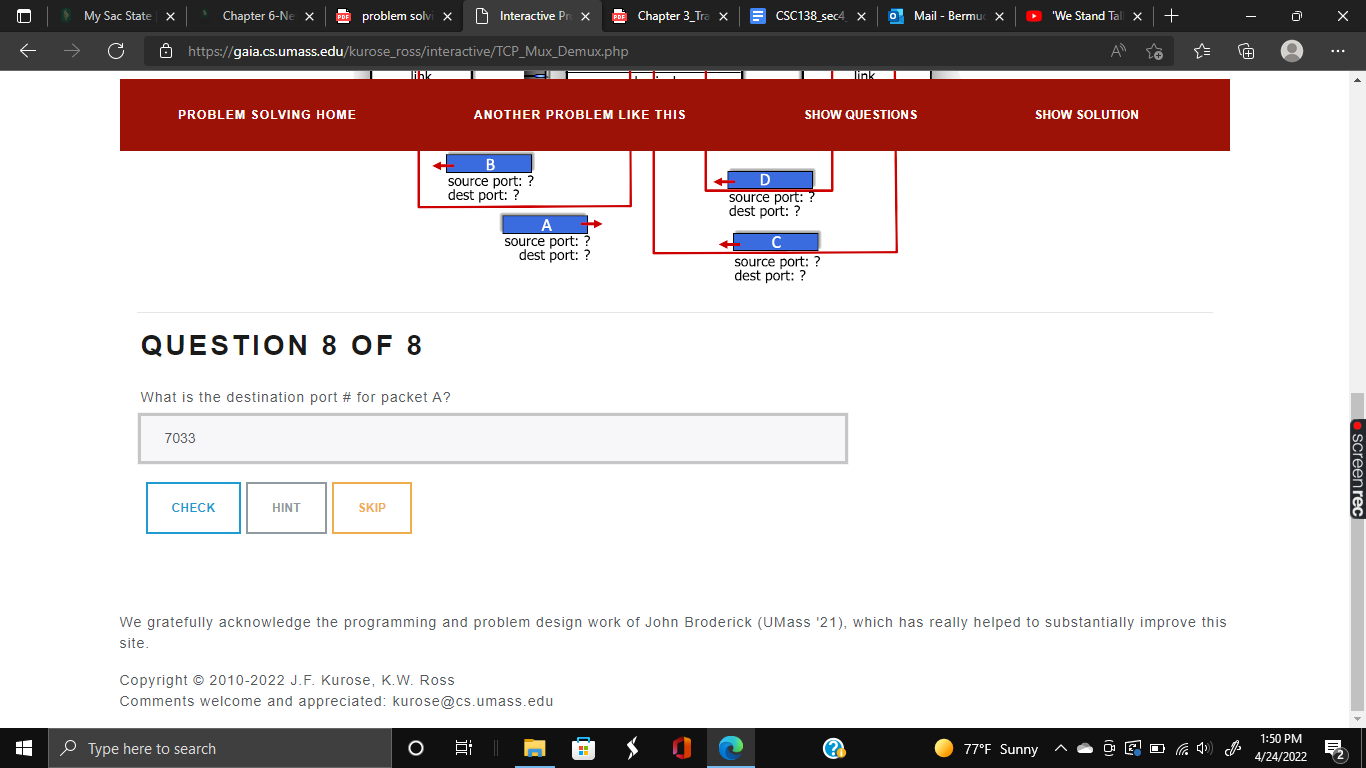 My Sac State
Chapter 6-Ne
problem solvi
Interactive Pr
Chapter 3_Tra
CSC138_sec4_
Mail - Bermuc
'We Stand Tall
https://gaia.cs.umass.edu/kurose_ross/interactive/TCP_Mux_Demux.php
link
link
PROBLEM SOLVING HOME
ANOTHER PROBLEM LIKE THIS
SHOW QUESTIONS
SHOW SOLUTION
B
source port: ?
dest port: ?
D
source port: ?
dest port: ?
A
source port: ?
dest port: ?
C
source port: ?
dest port: ?
QUESTION 8 OF 8
What is the destination port # for packet A?
7033
CHECK
HINT
SKIP
screenrec
We gratefully acknowledge the programming and problem design work of John Broderick (UMass '21), which has really helped to substantially improve this
site.
Copyright © 2010-2022 J.F. Kurose, K.W. Ross
Comments welcome and appreciated: kurose@cs.umass.edu
Type here to search
77°F Sunny
1:50 PM
4/24/2022
2